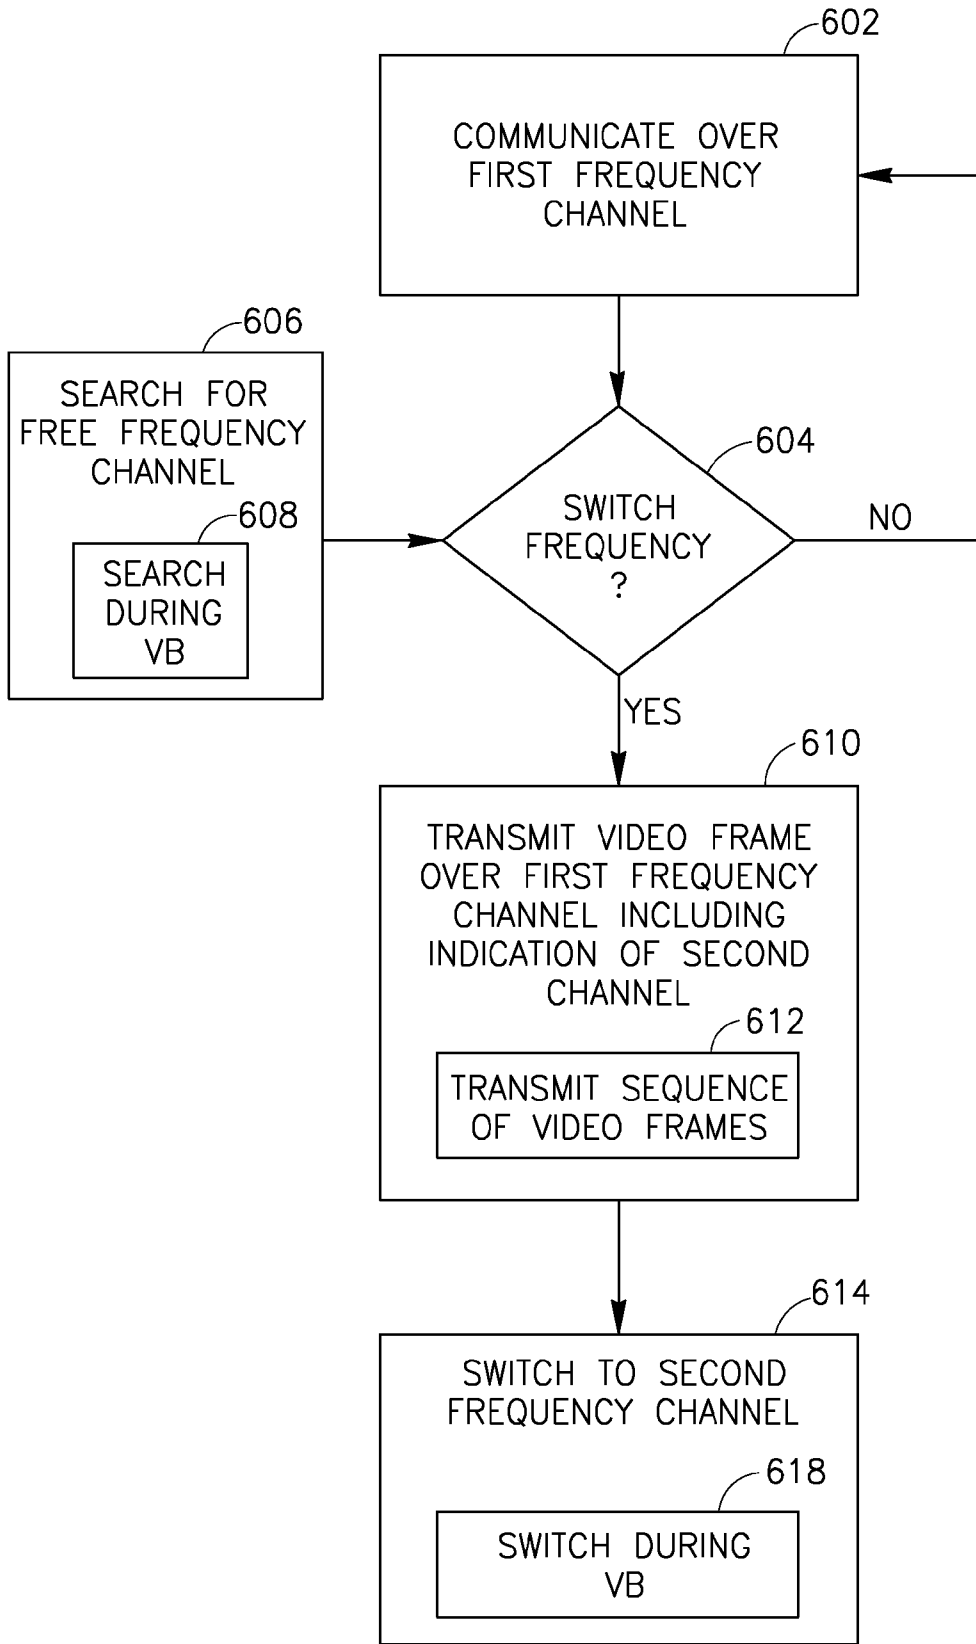 602
COMMUNICATE OVER
FIRST FREQUENCY
CHANNEL
606
SEARCH FOR
FREE FREQUENCY
CHANNEL
608
SEARCH
DURING
VB
604
SWITCH
FREQUENCY
?
NO
YES
610
TRANSMIT VIDEO FRAME
OVER FIRST FREQUENCY
CHANNEL INCLUDING
INDICATION OF SECOND
CHANNEL
612
TRANSMIT SEQUENCE
OF VIDEO FRAMES
614
SWITCH TO SECOND
FREQUENCY CHANNEL
618
SWITCH DURING
VB